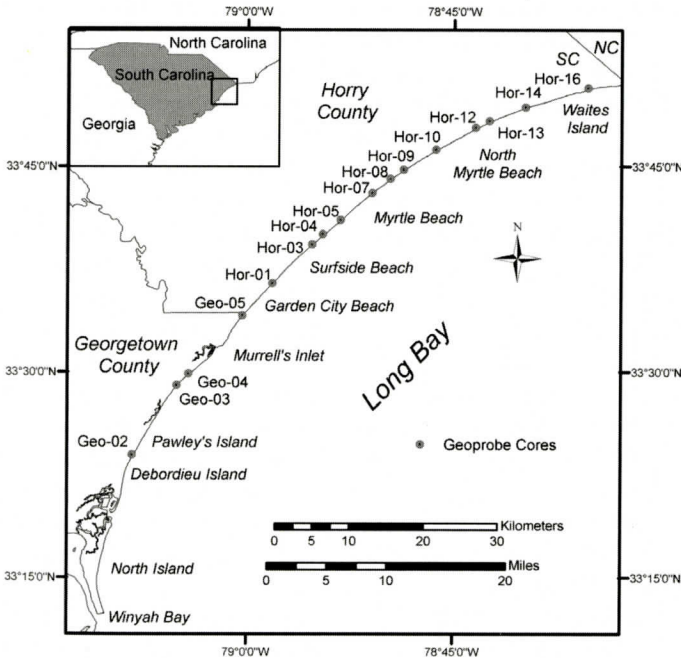 79°0'0"W
78°45'0"W
North Carolina
South Carolina
Georgia
NC
SC
Hor-16
Horry
County
Hor-14
Waites
Island
Hor-12
Hor-13
Hor-10
North
Myrtle Beach
33°45'0"N
33°45'0"N
Hor-09
Hor-08
Hor-07
Myrtle Beach
Hor-05
Hor-04
Hor-03
N
Surfside Beach
Hor-01
Garden City Beach
Geo-05
Georgetown
County
Murrell's Inlet
Long Bay
33°30'0"N
33°30'0"N
Geo-04
Geo-03
Geo-02
Pawley's Island
Geoprobe Cores
Debordieu Island
Kilometers
0 5 10 20 30
Miles
0 5 10 20
North Island
33°15'0"N
33°15'0"N
Winyah Bay
79°0'0"W
78°45'0"W